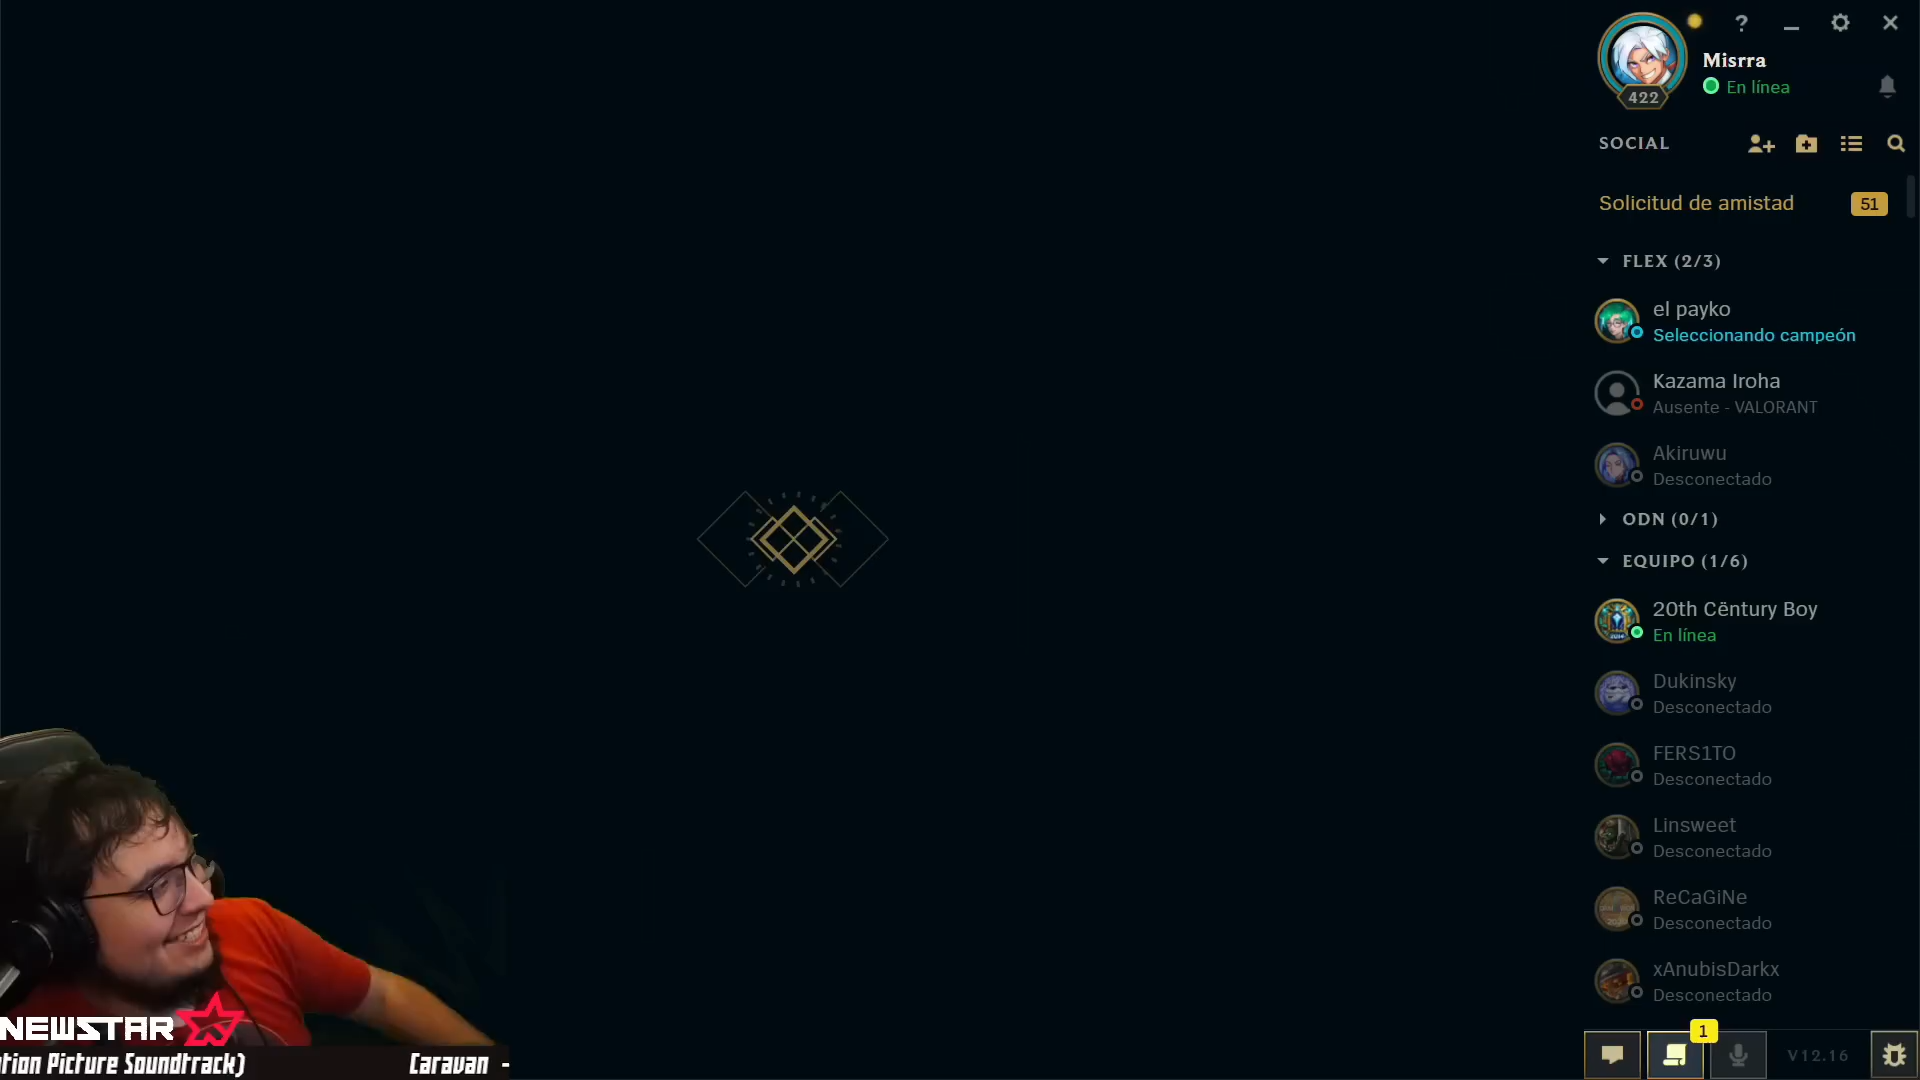 ?
Misrra
En línea
422
SOCIAL
Solicitud de amistad
51
FLEX (2/3)
el payko
Seleccionando campeón
Kazama Iroha
Ausente - VALORANT
Akiruwu
Desconectado
ODN (0/1)
EQUIPO (1/6)
20th Cëntury Boy
En línea
Dukinsky
Desconectado
FERS1TO
Desconectado
Linsweet
Desconectado
ReCaGiNe
Desconectado
xAnubisDarkx
Desconectado
1
V12.16
NEWSTAR
tion Picture Soundtrack) Caravan -